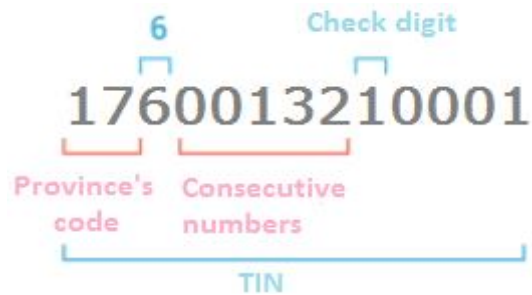 6
Check digit
1760013210001
Province's
code
Consecutive
numbers
TIN